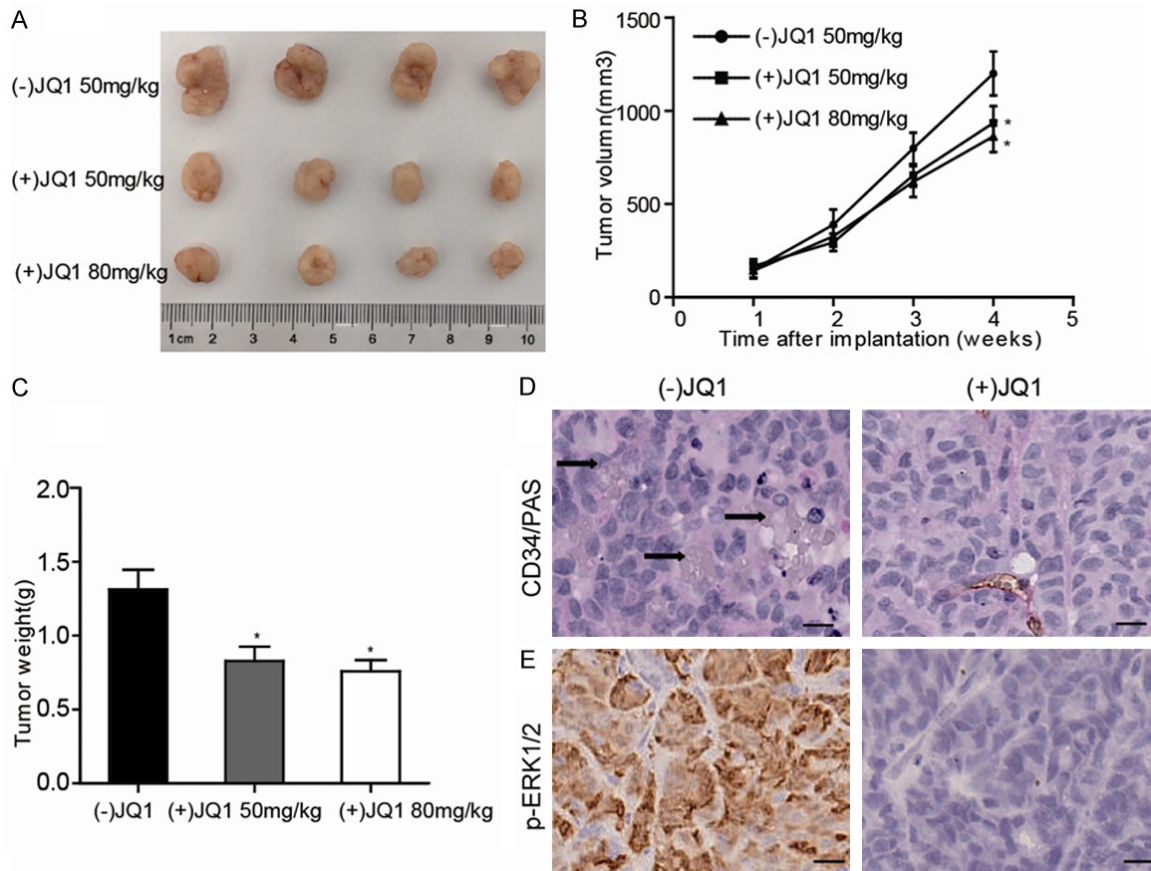 A
(-)JQ1 50mg/kg
(+)JQ1 50mg/kg
(+)JQ1 80mg/kg
1cm 2 3 4 5 6 7 8 9 10
B
Tumor volumn(mm3)
1500
1000
500
0
(-)JQ1 50mg/kg
(+)JQ1 50mg/kg
(+)JQ1 80mg/kg
*
*
0 1 2 3 4 5
Time after implantation (weeks)
C
Tumor weight(g)
2.0
1.5
1.0
0.5
0.0
*
*
(-)JQ1 (+)JQ1 50mg/kg (+)JQ1 80mg/kg
D
(-)JQ1 (+)JQ1
CD34/PAS
E
p-ERK1/2